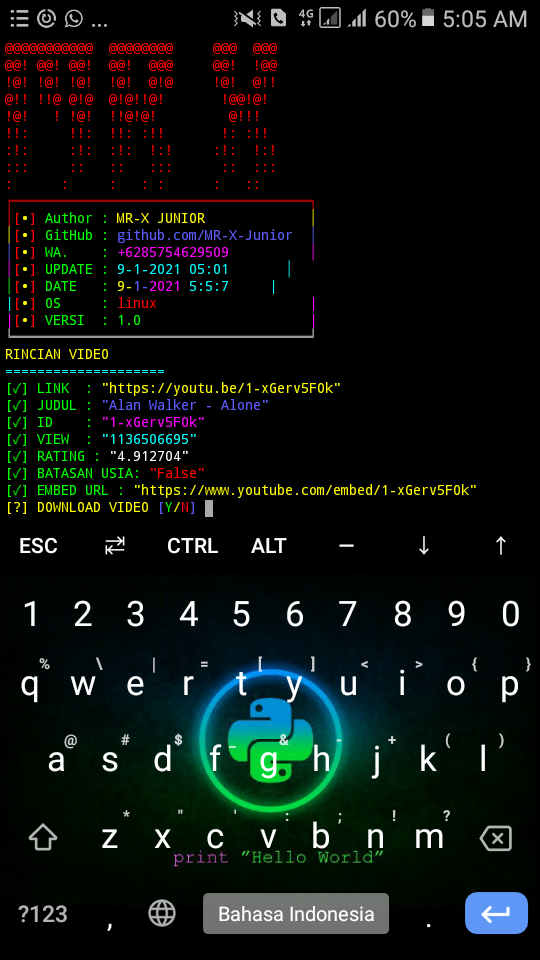 ... 4G 60% 5:05 AM
@@@@@@@@@@@  @@@@@@@@     @@@  @@@
@@! @@! @@!  @@!  @@@     @@!  !@@
!@! !@! !@!  !@!  @!@     !@!  @!!
@!! !!@ @!@  @!@!!@!       !@@!@!
!@!   ! !@!  !!@!@!         @!!!
!!:     !!:  !!: :!!       !: :!!
:!:     :!:  :!:  !:!     :!:  !:!
:::     ::   ::   :::     ::   :::
:      :     :   : :      :   ::
[•] Author : MR-X JUNIOR
[•] GitHub : github.com/MR-X-Junior
[•] WA.    : +6285754629509
[•] UPDATE : 9-1-2021 05:01
[•] DATE   : 9-1-2021 5:5:7
[•] OS     : linux
[•] VERSI  : 1.0
RINCIAN VIDEO
====================
[✓] LINK  : "https://youtu.be/1-xGerv5FOk"
[✓] JUDUL : "Alan Walker - Alone"
[✓] ID    : "1-xGerv5FOk"
[✓] VIEW  : "1136506695"
[✓] RATING : "4.912704"
[✓] BATASAN USIA: "False"
[✓] EMBED URL : "https://www.youtube.com/embed/1-xGerv5FOk"
[?] DOWNLOAD VIDEO [Y/N]
ESC ⇄ CTRL ALT — ↓ ↑
1 2 3 4 5 6 7 8 9 0
% \ | = [ ] < > { }
q w e r t y u i o p
@ # $ _ & - + ( )
a s d f g h j k l
* " ' : ; ! ?
z x c v b n m
print "Hello World"
?123 , Bahasa Indonesia .